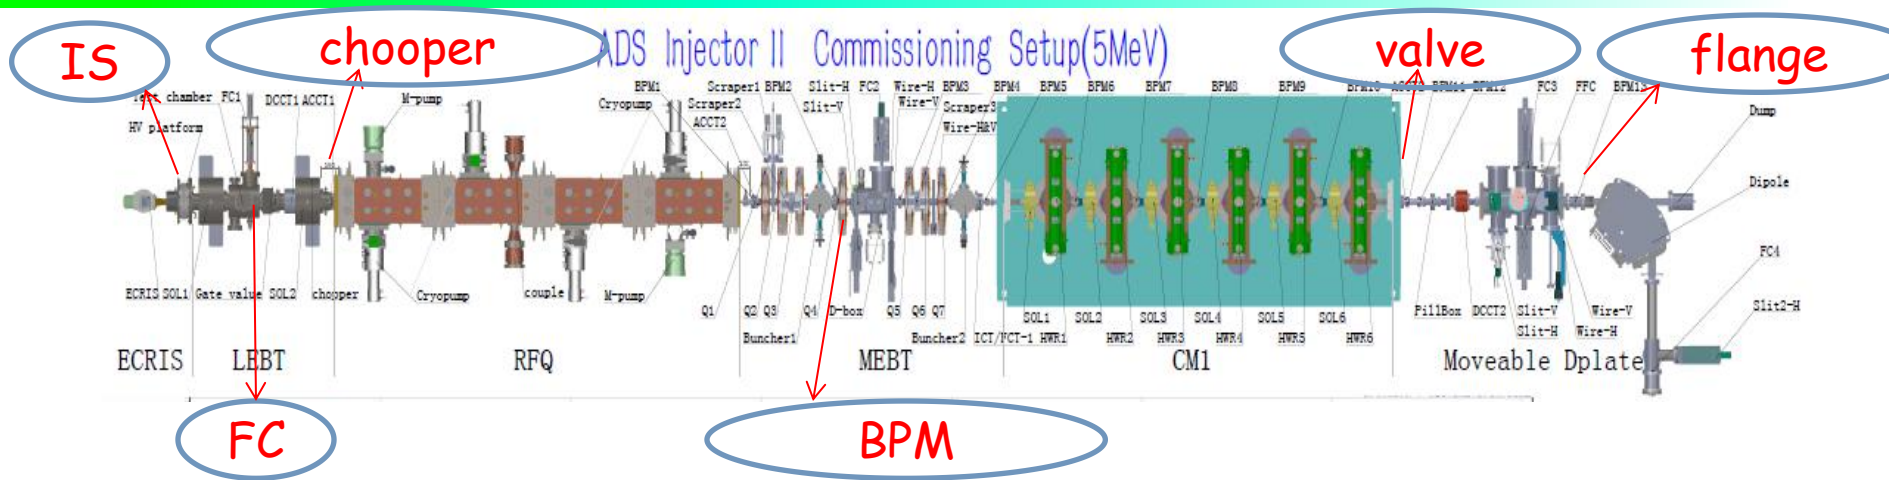 IS
chooper
valve
flange
ADS Injector II Commissioning Setup(5MeV)
Test chamber
FC1
DCCT1
ACCT1
M-pump
HV platform
Cryopump
BPM1
Scraper1
BPM2
Slit-H
FC2
Wire-H
BPM3
BPM4
BPM5
BPM6
BPM7
BPM8
BPM9
BPM10
BPM11
BPM12
FC3
FFC
BPM13
Scraper2
Slit-V
Wire-V
Scraper3
Dump
ACCT2
Wire-H&V
Dipole
FC4
ECRIS
SOL1
Gate value
SOL2
chopper
Cryopump
couple
M-pump
Q1
Q2
Q3
Q4
D-box
Q5
Q6
Q7
Buncher1
Buncher2
ICT/FCT-1
SOL1
SOL2
SOL3
SOL4
SOL5
SOL6
HWR1
HWR2
HWR3
HWR4
HWR5
HWR6
PillBox
DCCT2
Slit-V
Wire-V
Slit-H
Wire-H
Slit2-H
ECRIS
LEBT
RFQ
MEBT
CM1
Moveable Dplate
FC
BPM